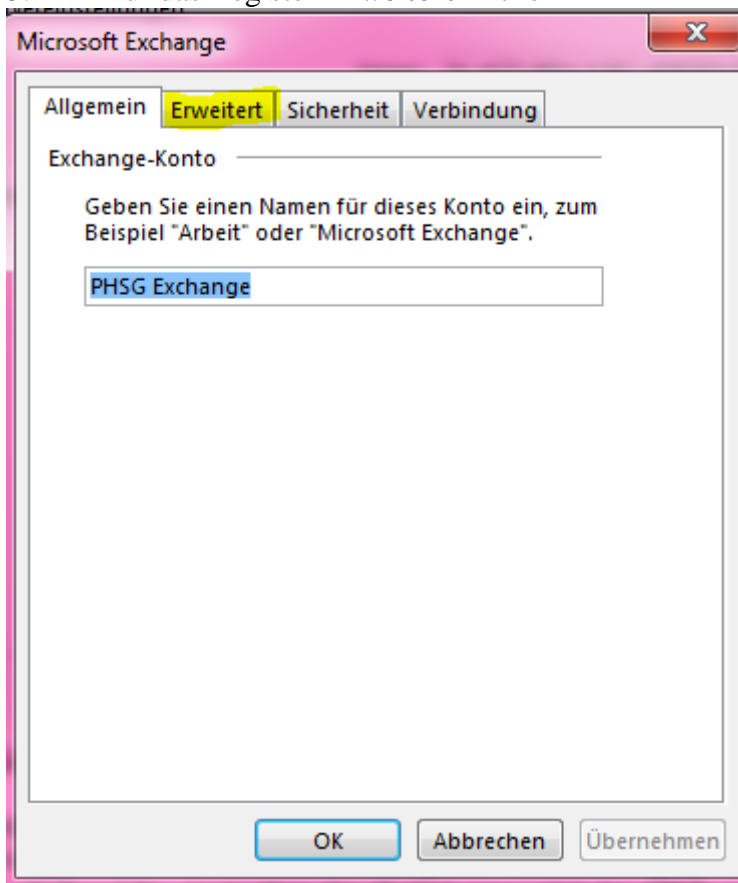 Microsoft Exchange
Allgemein Erweitert Sicherheit Verbindung
Exchange-Konto
Geben Sie einen Namen für dieses Konto ein, zum
Beispiel "Arbeit" oder "Microsoft Exchange".
PHSG Exchange
OK Abbrechen Übernehmen